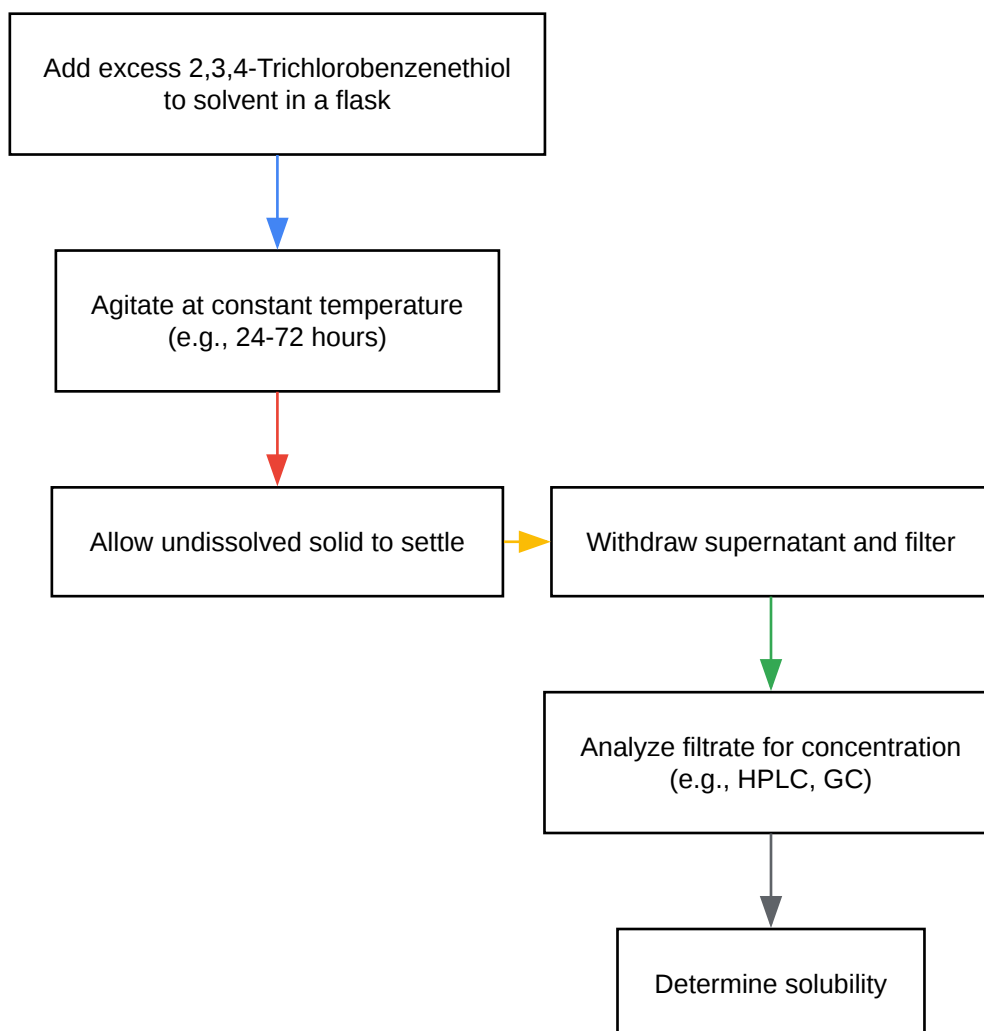 Add excess 2,3,4-Trichlorobenzenethiol
to solvent in a flask
Agitate at constant temperature
(e.g., 24-72 hours)
Allow undissolved solid to settle
Withdraw supernatant and filter
Analyze filtrate for concentration
(e.g., HPLC, GC)
Determine solubility